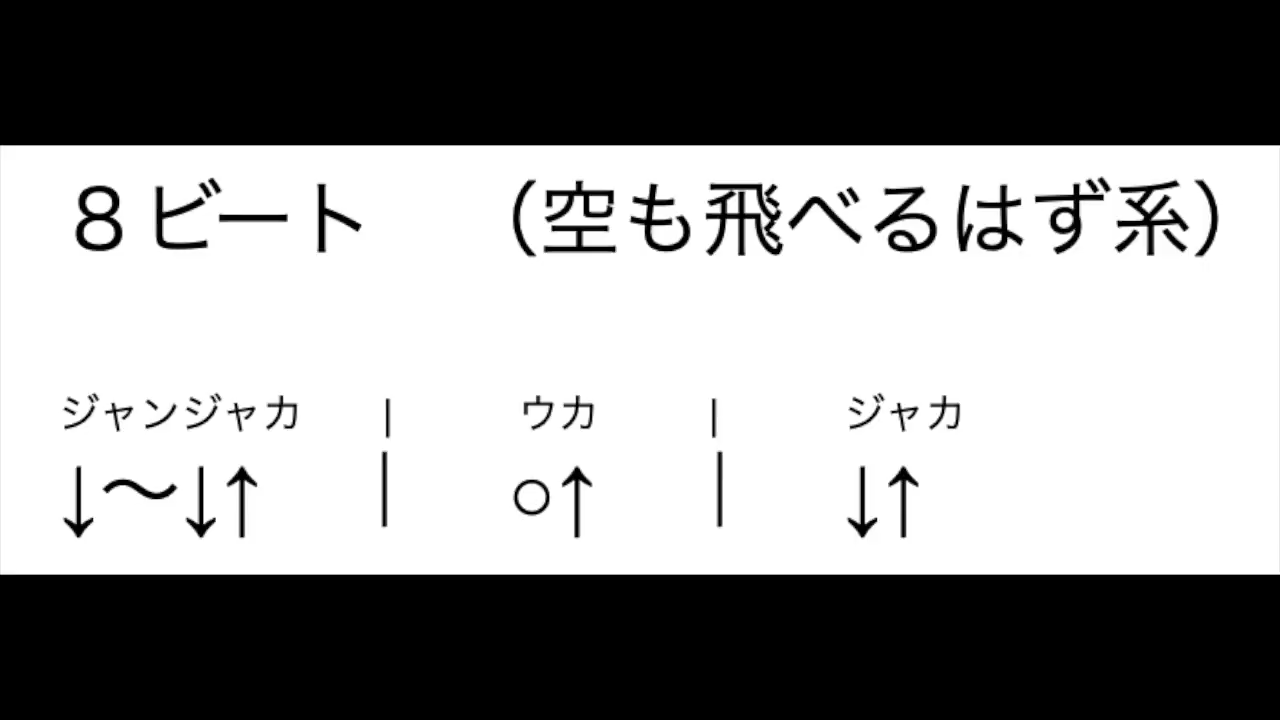 ８ビート　（空も飛べるはず系）
ジャンジャカ　|　ウカ　|　ジャカ
↓〜↓↑　|　○↑　|　↓↑